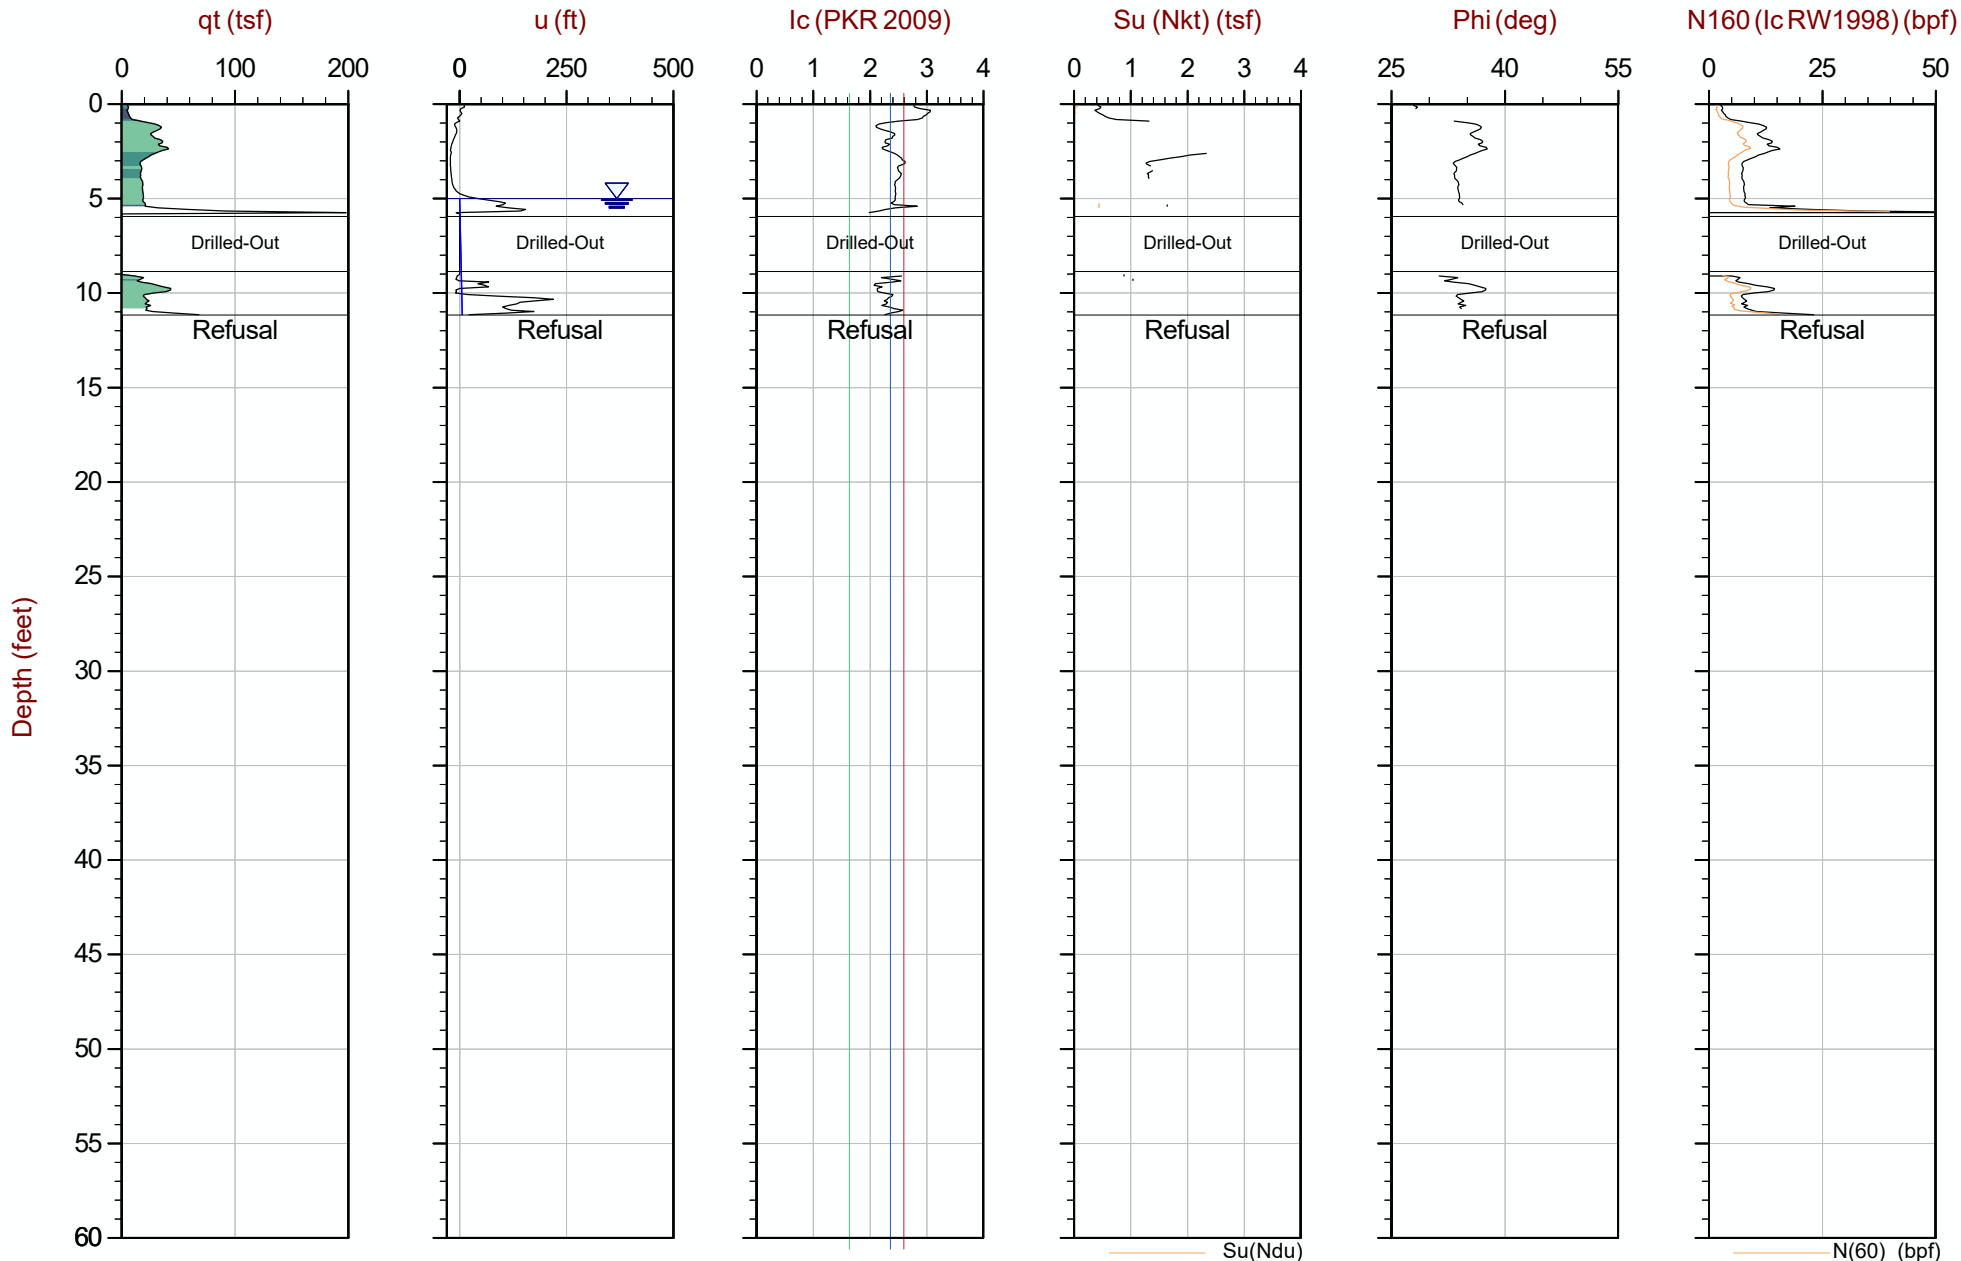 qt (tsf) u (ft) Ic (PKR 2009) Su (Nkt) (tsf) Phi (deg) N160 (Ic RW1998) (bpf)
0 100 200 0 250 500 0 1 2 3 4 0 1 2 3 4 25 40 55 0 25 50
0
5
Drilled-Out Drilled-Out Drilled-Out Drilled-Out Drilled-Out Drilled-Out
10
Refusal Refusal Refusal Refusal Refusal Refusal
15
20
25
30
Depth (feet)
35
40
45
50
55
60
Su(Ndu) N(60) (bpf)